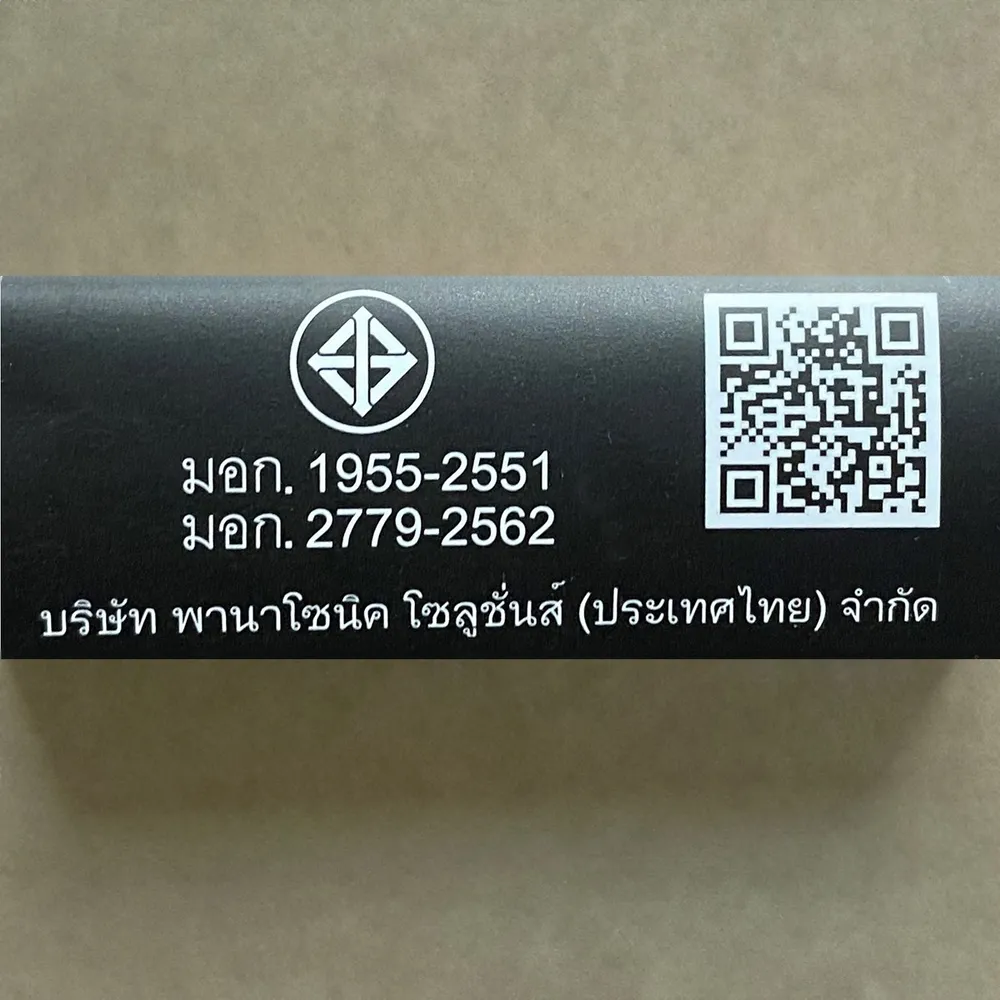 มอก. 1955-2551
มอก. 2779-2562
บริษัท พานาโซนิค โซลูชั่นส์ (ประเทศไทย) จำกัด